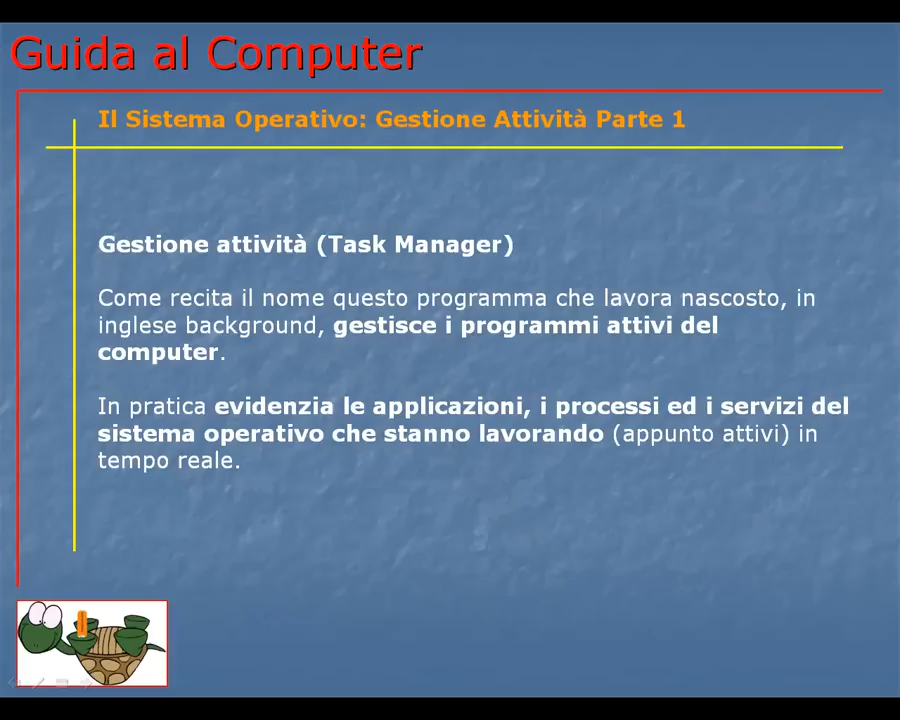 Guida al Computer
Il Sistema Operativo: Gestione Attività Parte 1
Gestione attività (Task Manager)
Come recita il nome questo programma che lavora nascosto, in
inglese background, gestisce i programmi attivi del
computer.
In pratica evidenzia le applicazioni, i processi ed i servizi del
sistema operativo che stanno lavorando (appunto attivi) in
tempo reale.